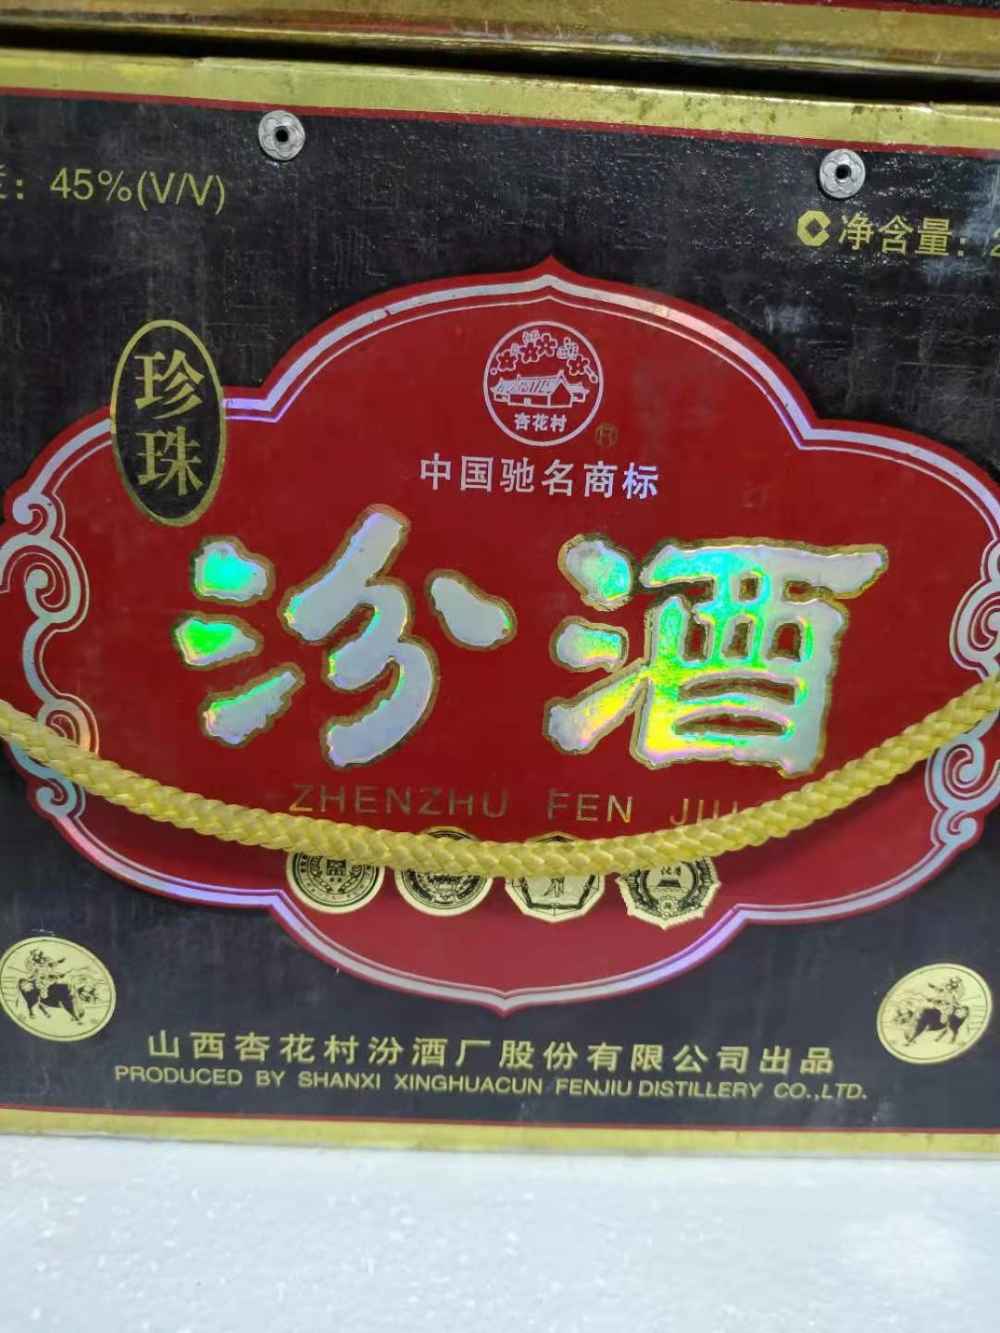 45%(V/V)
净含量:
珍珠
杏花村
中国驰名商标
汾酒
ZHENZHU FEN JIU
山西杏花村汾酒厂股份有限公司出品
PRODUCED BY SHANXI XINGHUACUN FENJIU DISTILLERY CO.,LTD.